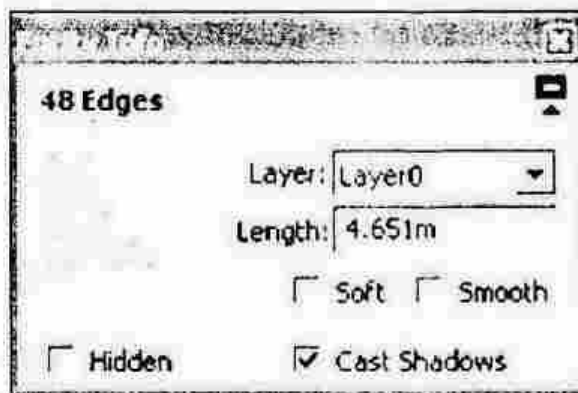 48 Edges
Layer: Layer0
Length: 4.651m
Soft Smooth
Hidden Cast Shadows